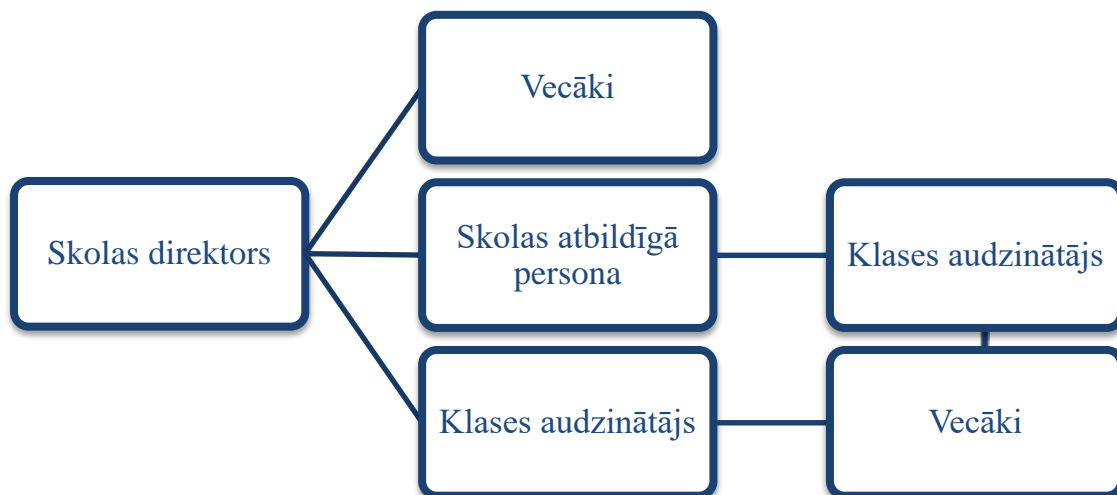 Vecāki
Skolas direktors
Skolas atbildīgā
persona
Klases audzinātājs
Klases audzinātājs
Vecāki